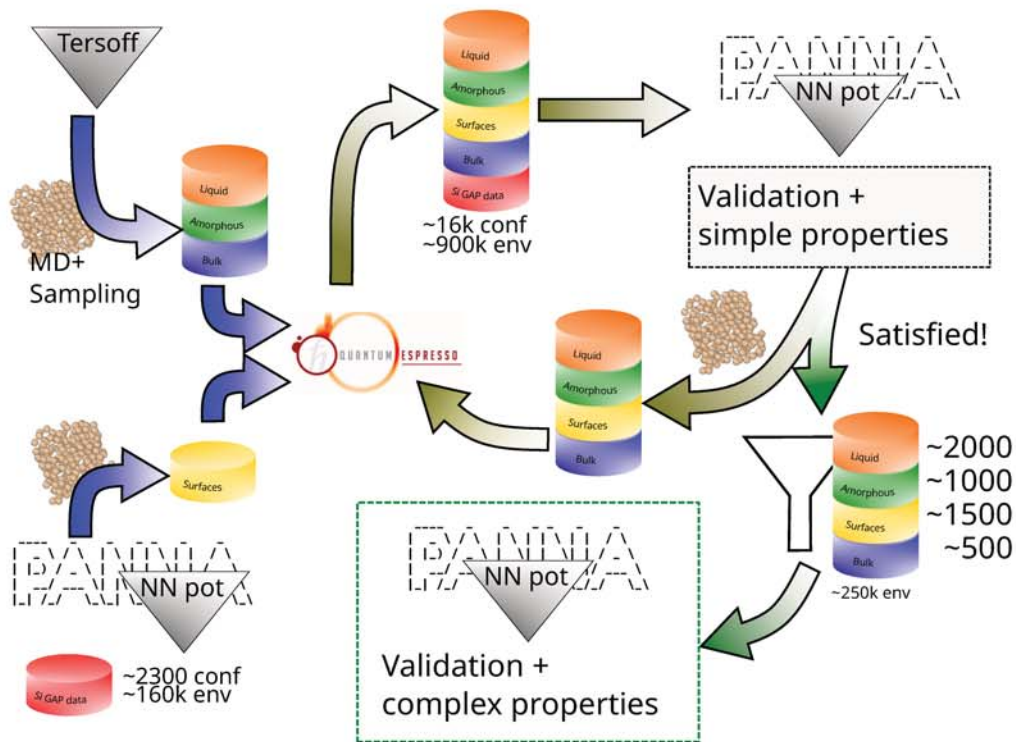 Tersoff
MD+
Sampling
Liquid
Amorphous
Bulk
Liquid
Amorphous
Surfaces
Bulk
Si GAP data
~16k conf
~900k env
PANNA
NN pot
Validation +
simple properties
Satisfied!
QUANTUM ESPRESSO
Liquid
Amorphous
Surfaces
Bulk
Surfaces
PANNA
NN pot
Si GAP data
~2300 conf
~160k env
Liquid
Amorphous
Surfaces
Bulk
~2000
~1000
~1500
~500
~250k env
PANNA
NN pot
Validation +
complex properties